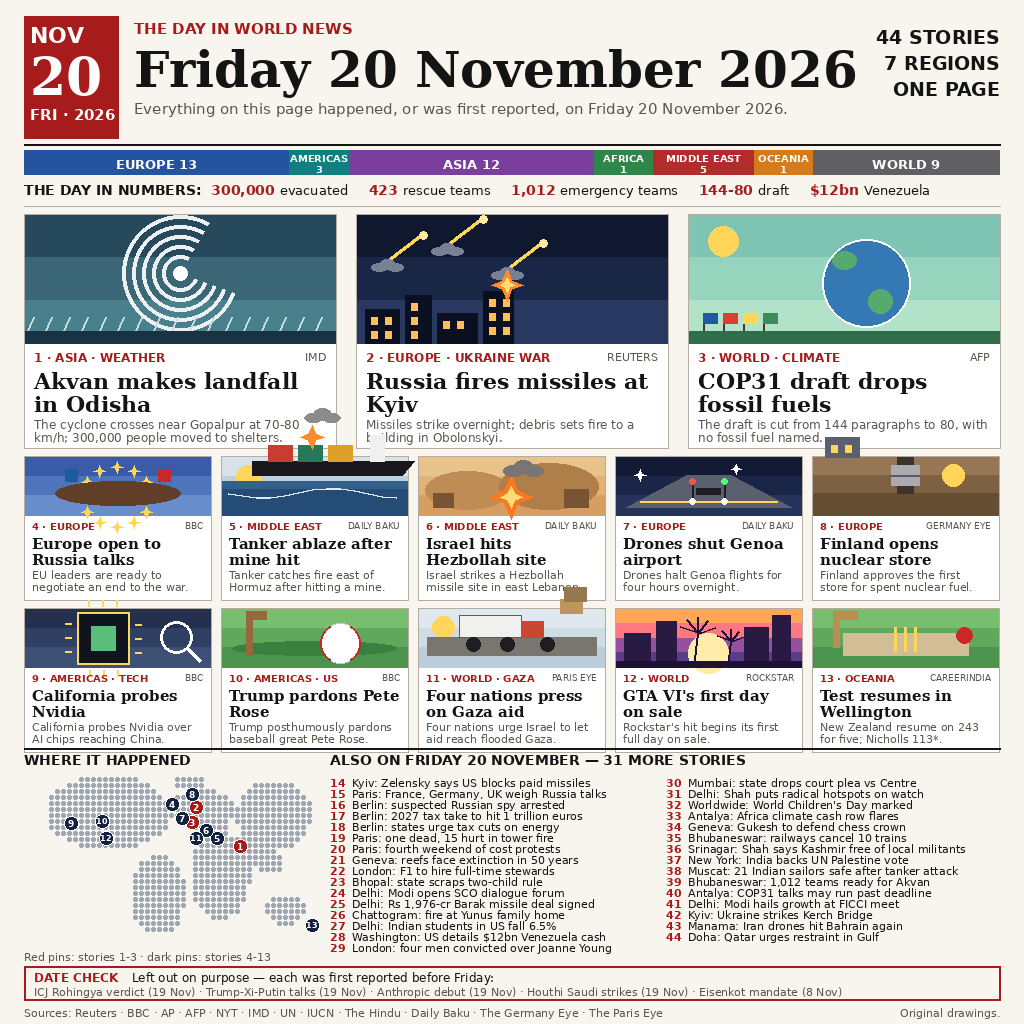 NOV
20
FRI · 2026
THE DAY IN WORLD NEWS
Friday 20 November 2026
Everything on this page happened, or was first reported, on Friday 20 November 2026.
44 STORIES
7 REGIONS
ONE PAGE
EUROPE 13
AMERICAS
3
ASIA 12
AFRICA
1
MIDDLE EAST
5
OCEANIA
1
WORLD 9
THE DAY IN NUMBERS: 300,000 evacuated 423 rescue teams 1,012 emergency teams 144-80 draft $12bn Venezuela
1 · ASIA · WEATHER IMD
Akvan makes landfall
in Odisha
The cyclone crosses near Gopalpur at 70-80
km/h; 300,000 people moved to shelters.
2 · EUROPE · UKRAINE WAR REUTERS
Russia fires missiles at
Kyiv
Missiles strike overnight; debris sets fire to a
building in Obolonskyi.
3 · WORLD · CLIMATE AFP
COP31 draft drops
fossil fuels
The draft is cut from 144 paragraphs to 80, with
no fossil fuel named.
4 · EUROPE BBC
Europe open to
Russia talks
EU leaders are ready to
negotiate an end to the war.
5 · MIDDLE EAST DAILY BAKU
Tanker ablaze after
mine hit
Tanker catches fire east of
Hormuz after hitting a mine.
6 · MIDDLE EAST DAILY BAKU
Israel hits
Hezbollah site
Israel strikes a Hezbollah
missile site in east Lebanon.
7 · EUROPE DAILY BAKU
Drones shut Genoa
airport
Drones halt Genoa flights for
four hours overnight.
8 · EUROPE GERMANY EYE
Finland opens
nuclear store
Finland approves the first
store for spent nuclear fuel.
9 · AMERICAS · TECH BBC
California probes
Nvidia
California probes Nvidia over
AI chips reaching China.
10 · AMERICAS · US BBC
Trump pardons Pete
Rose
Trump posthumously pardons
baseball great Pete Rose.
11 · WORLD · GAZA PARIS EYE
Four nations press
on Gaza aid
Four nations urge Israel to let
aid reach flooded Gaza.
12 · WORLD ROCKSTAR
GTA VI's first day
on sale
Rockstar's hit begins its first
full day on sale.
13 · OCEANIA CAREERINDIA
Test resumes in
Wellington
New Zealand resume on 243
for five; Nicholls 113*.
WHERE IT HAPPENED
8
4
2
7
3
9
10
12
11
6
5
1
13
Red pins: stories 1-3 · dark pins: stories 4-13
ALSO ON FRIDAY 20 NOVEMBER — 31 MORE STORIES
14 Kyiv: Zelensky says US blocks paid missiles
15 Paris: France, Germany, UK weigh Russia talks
16 Berlin: suspected Russian spy arrested
17 Berlin: 2027 tax take to hit 1 trillion euros
18 Berlin: states urge tax cuts on energy
19 Paris: one dead, 15 hurt in tower fire
20 Paris: fourth weekend of cost protests
21 Geneva: reefs face extinction in 50 years
22 London: F1 to hire full-time stewards
23 Bhopal: state scraps two-child rule
24 Delhi: Modi opens SCO dialogue forum
25 Delhi: Rs 1,976-cr Barak missile deal signed
26 Chattogram: fire at Yunus family home
27 Delhi: Indian students in US fall 6.5%
28 Washington: US details $12bn Venezuela cash
29 London: four men convicted over Joanne Young
30 Mumbai: state drops court plea vs Centre
31 Delhi: Shah puts radical hotspots on watch
32 Worldwide: World Children's Day marked
33 Antalya: Africa climate cash row flares
34 Geneva: Gukesh to defend chess crown
35 Bhubaneswar: railways cancel 10 trains
36 Srinagar: Shah says Kashmir free of local militants
37 New York: India backs UN Palestine vote
38 Muscat: 21 Indian sailors safe after tanker attack
39 Bhubaneswar: 1,012 teams ready for Akvan
40 Antalya: COP31 talks may run past deadline
41 Delhi: Modi hails growth at FICCI meet
42 Kyiv: Ukraine strikes Kerch Bridge
43 Manama: Iran drones hit Bahrain again
44 Doha: Qatar urges restraint in Gulf
DATE CHECK Left out on purpose — each was first reported before Friday:
ICJ Rohingya verdict (19 Nov) · Trump-Xi-Putin talks (19 Nov) · Anthropic debut (19 Nov) · Houthi Saudi strikes (19 Nov) · Eisenkot mandate (8 Nov)
Sources: Reuters · BBC · AP · AFP · NYT · IMD · UN · IUCN · The Hindu · Daily Baku · The Germany Eye · The Paris Eye
Original drawings.